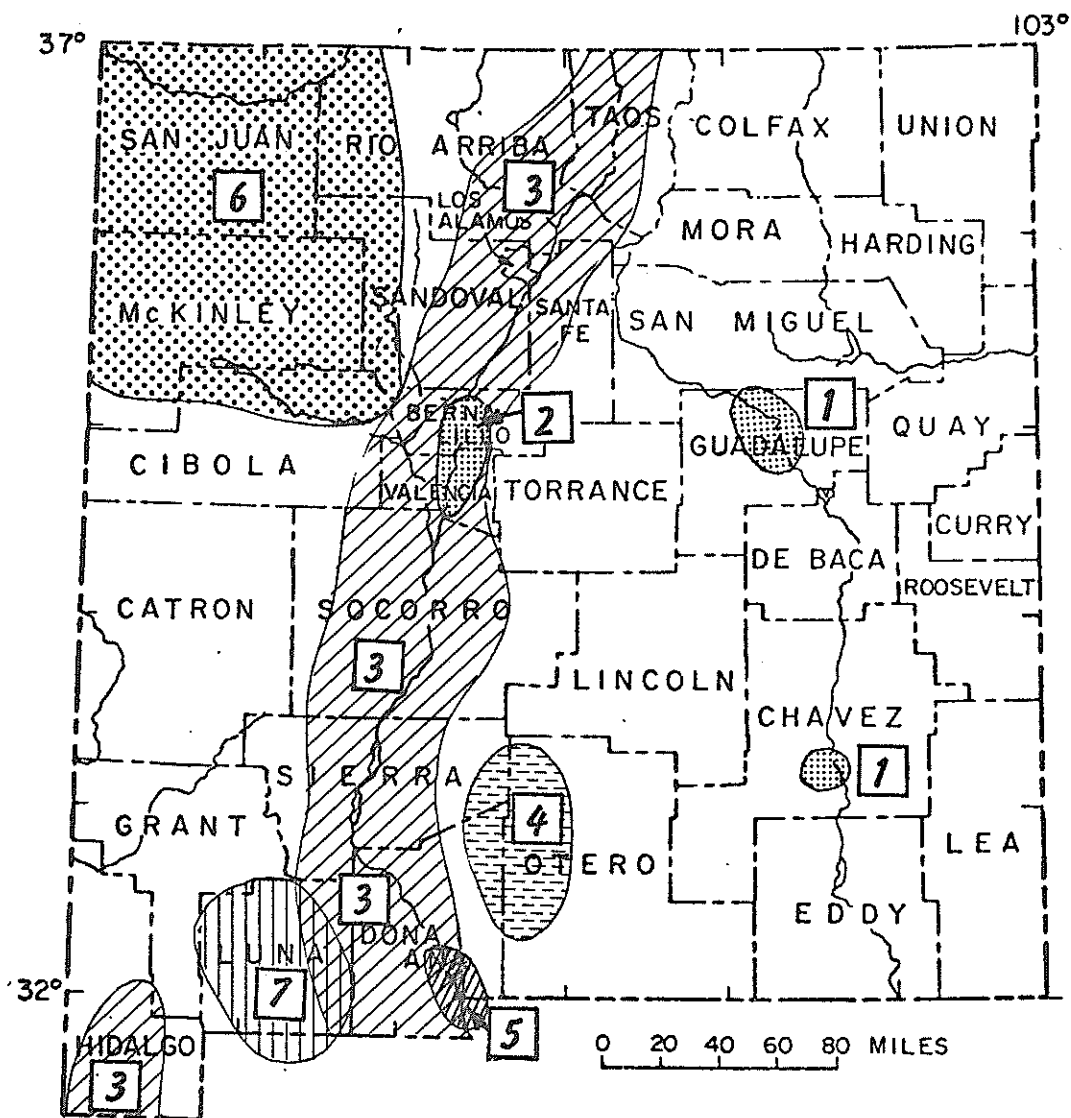 37°
103°
SAN JUAN
RIO ARRIBA
TAOS
COLFAX
UNION
6
3
LOS ALAMOS
MORA
HARDING
McKINLEY
SANDOVAL
SANTA FE
SAN MIGUEL
1
2
BERNALILLO
GUADALUPE
QUAY
CIBOLA
VALENCIA
TORRANCE
CURRY
DE BACA
ROOSEVELT
CATRON
SOCORRO
3
LINCOLN
CHAVEZ
SIERRA
1
GRANT
4
OTERO
LEA
3
EDDY
LUNA
DONA
7
32°
5
HIDALGO
3
0 20 40 60 80 MILES